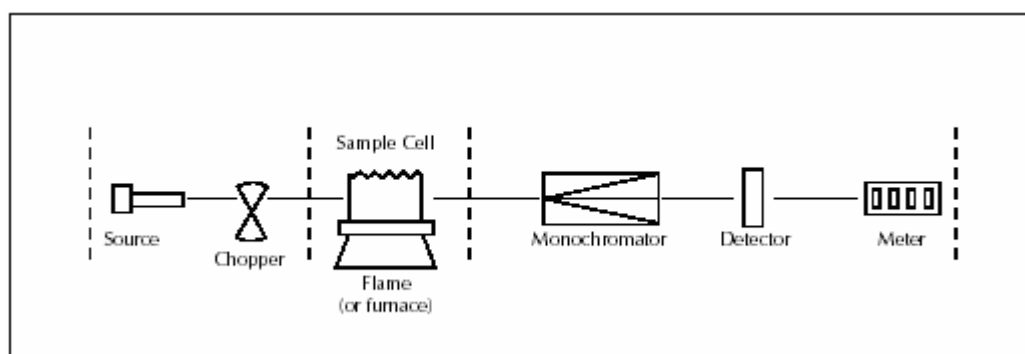 Sample Cell
Source
Chopper
Flame
(or furnace)
Monochromator
Detector
Meter